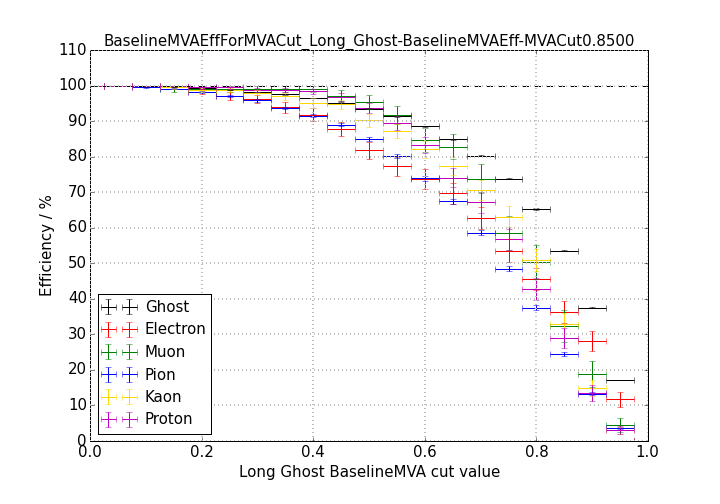 BaselineMVAEffForMVACut_Long_Ghost-BaselineMVAEff-MVACut0.8500
110
100
90
80
70
60
50
40
30
20
10
0
Efficiency / %
Ghost
Electron
Muon
Pion
Kaon
Proton
0.0 0.2 0.4 0.6 0.8 1.0
Long Ghost BaselineMVA cut value